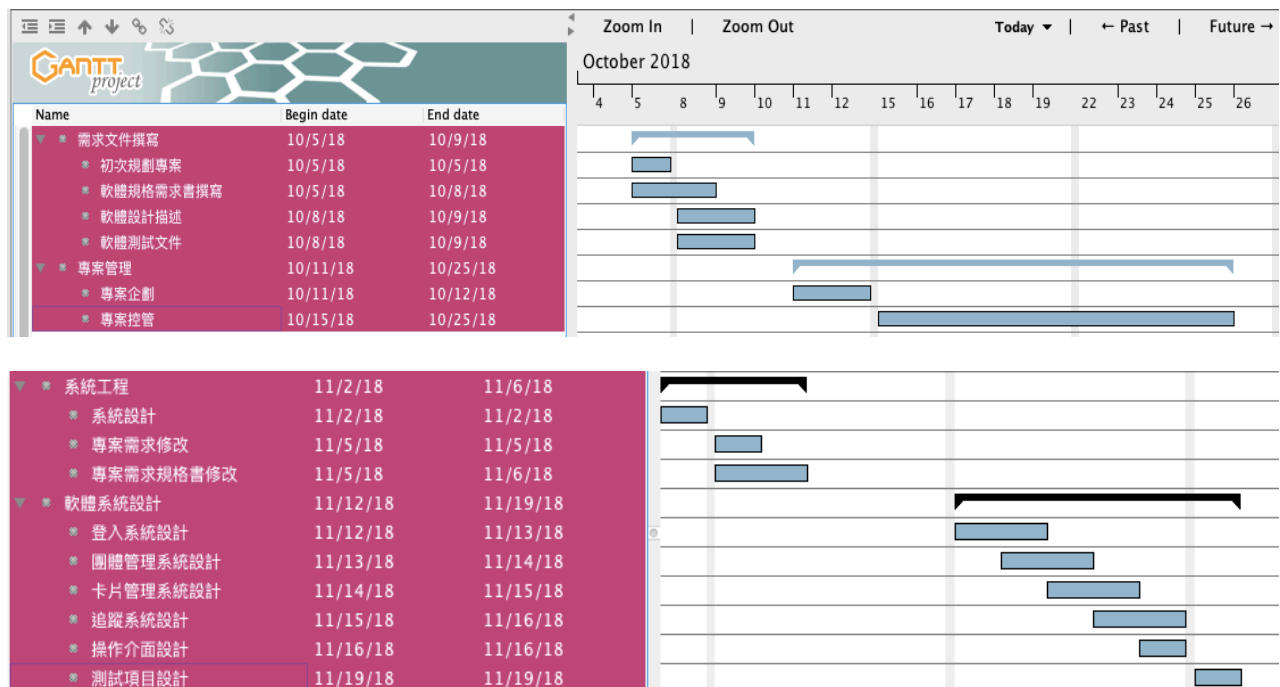 Zoom In | Zoom Out Today ▼ | ← Past | Future →
GANTT project
October 2018
4 5 8 9 10 11 12 15 16 17 18 19 22 23 24 25 26
Name Begin date End date
需求文件撰寫 10/5/18 10/9/18
初次規劃專案 10/5/18 10/5/18
軟體規格需求書撰寫 10/5/18 10/8/18
軟體設計描述 10/8/18 10/9/18
軟體測試文件 10/8/18 10/9/18
專案管理 10/11/18 10/25/18
專案企劃 10/11/18 10/12/18
專案控管 10/15/18 10/25/18
系統工程 11/2/18 11/6/18
系統設計 11/2/18 11/2/18
專案需求修改 11/5/18 11/5/18
專案需求規格書修改 11/5/18 11/6/18
軟體系統設計 11/12/18 11/19/18
登入系統設計 11/12/18 11/13/18
團體管理系統設計 11/13/18 11/14/18
卡片管理系統設計 11/14/18 11/15/18
追蹤系統設計 11/15/18 11/16/18
操作介面設計 11/16/18 11/16/18
測試項目設計 11/19/18 11/19/18